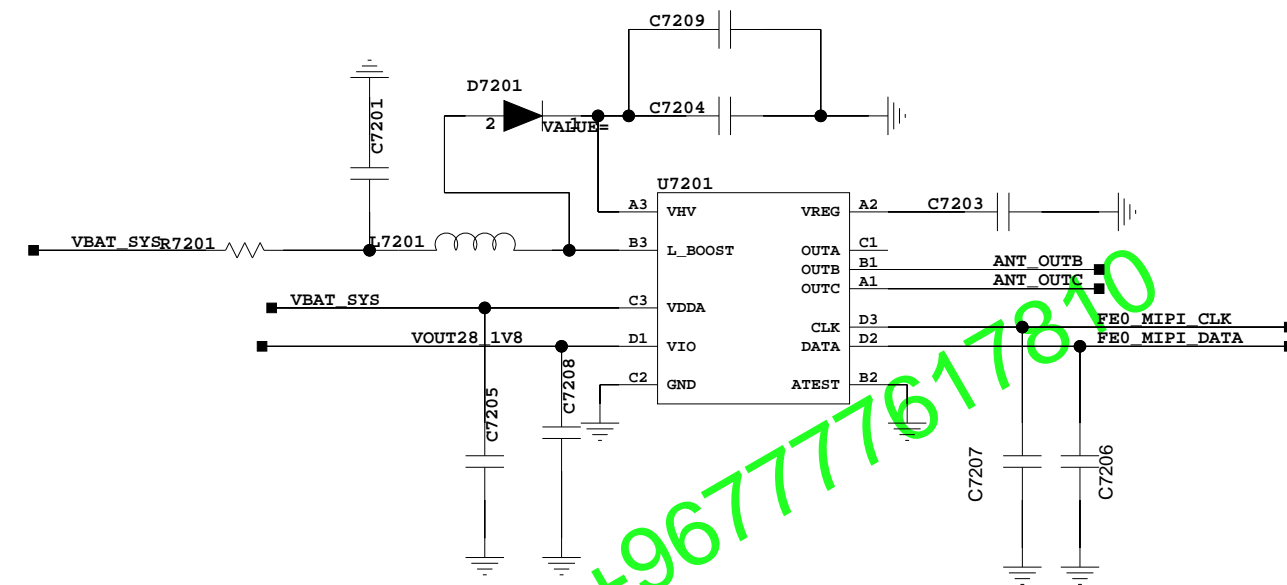 C7209
D7201
C7201
C7204
2
1
VALUE=
U7201
A3 VHV
VREG A2
C7203
VBAT_SYS
R7201
L7201
B3 L_BOOST
OUTA C1
OUTB B1
ANT_OUTB
OUTC A1
ANT_OUTC
VBAT_SYS
C3 VDDA
CLK D3
FE0_MIPI_CLK
VOUT28_1V8
D1 VIO
DATA D2
FE0_MIPI_DATA
C2 GND
ATEST B2
C7205
C7208
C7207
C7206
+967777617810